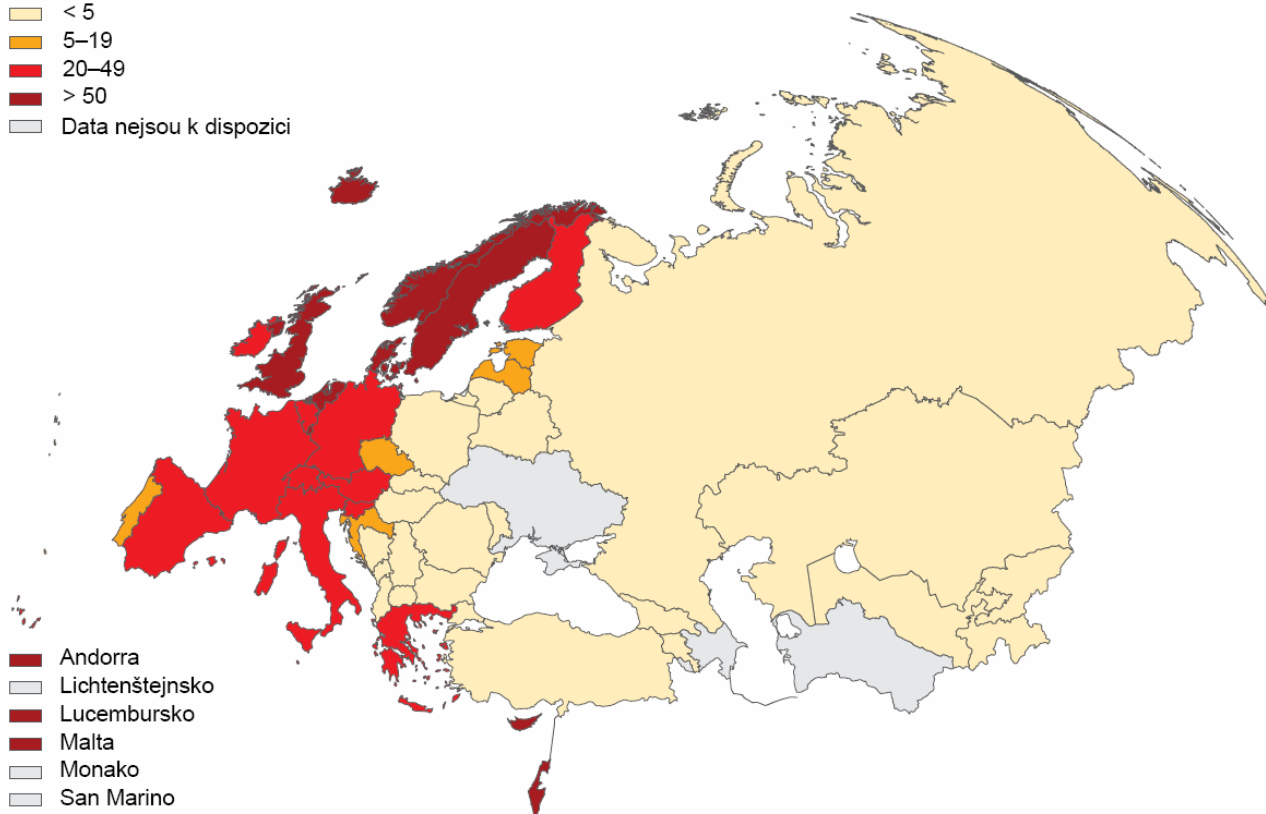 < 5
5–19
20–49
> 50
Data nejsou k dispozici
Andorra
Lichtenštejnsko
Lucembursko
Malta
Monako
San Marino